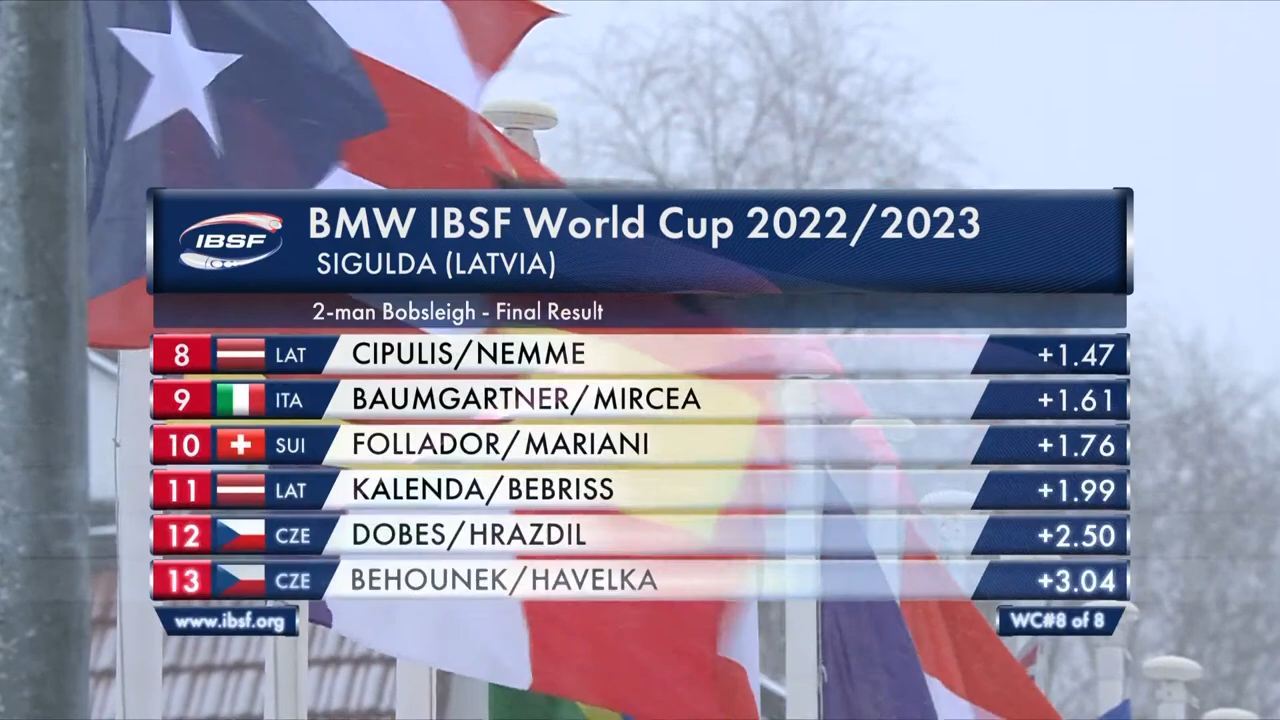 IBSF
BMW IBSF World Cup 2022/2023
SIGULDA (LATVIA)
2-man Bobsleigh - Final Result
8 LAT CIPULIS/NEMME +1.47
9 ITA BAUMGARTNER/MIRCEA +1.61
10 SUI FOLLADOR/MARIANI +1.76
11 LAT KALENDA/BEBRISS +1.99
12 CZE DOBES/HRAZDIL +2.50
13 CZE BEHOUNEK/HAVELKA +3.04
www.ibsf.org WC#8 of 8